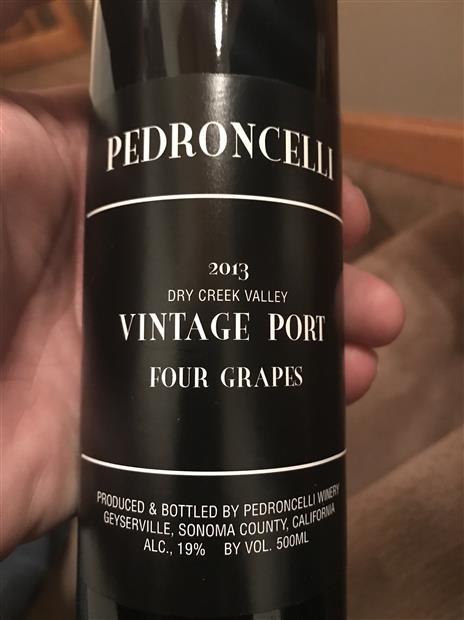 PEDRONCELLI
2013
DRY CREEK VALLEY
VINTAGE PORT
FOUR GRAPES
PRODUCED & BOTTLED BY PEDRONCELLI WINERY
GEYSERVILLE, SONOMA COUNTY, CALIFORNIA
ALC., 19% BY VOL. 500ML